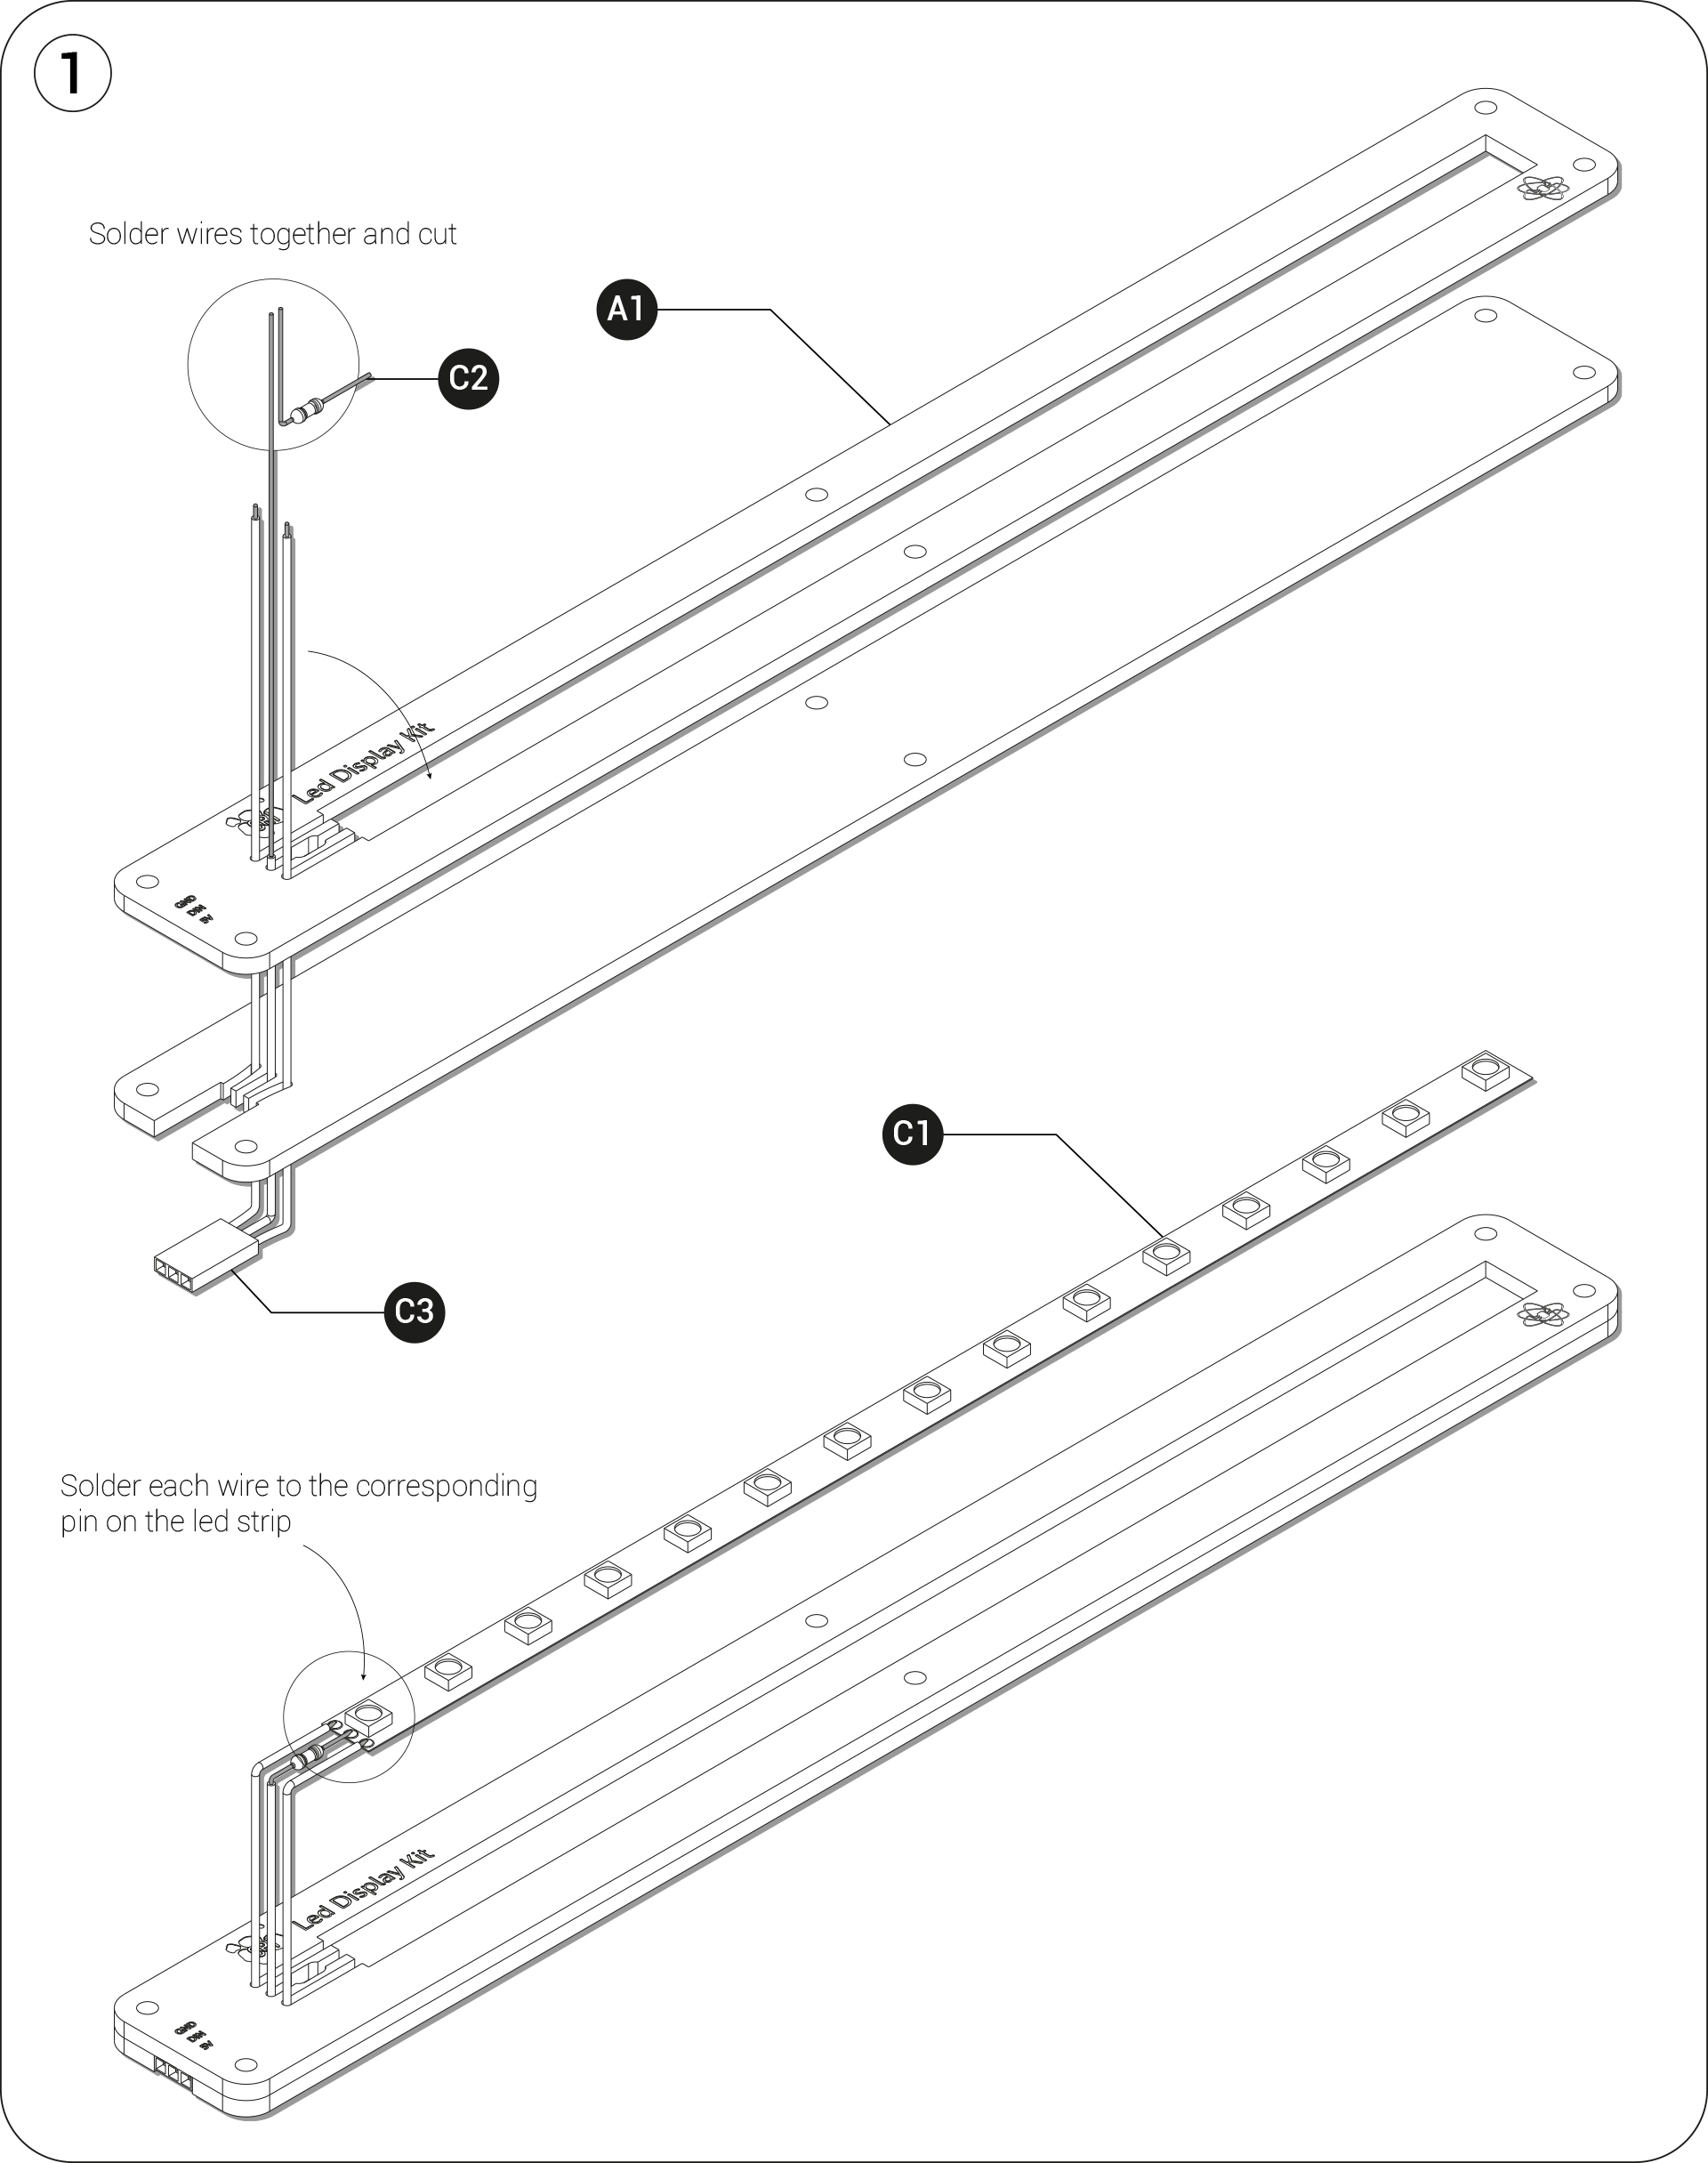 1
Solder wires together and cut
A1
C2
Led Display Kit
GND
DIN
5V
C1
C3
Solder each wire to the corresponding
pin on the led strip
Led Display Kit
GND
DIN
5V